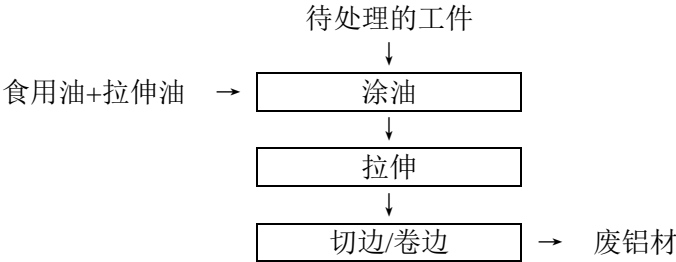 待处理的工件
食用油+拉伸油
涂油
拉伸
切边/卷边
废铝材